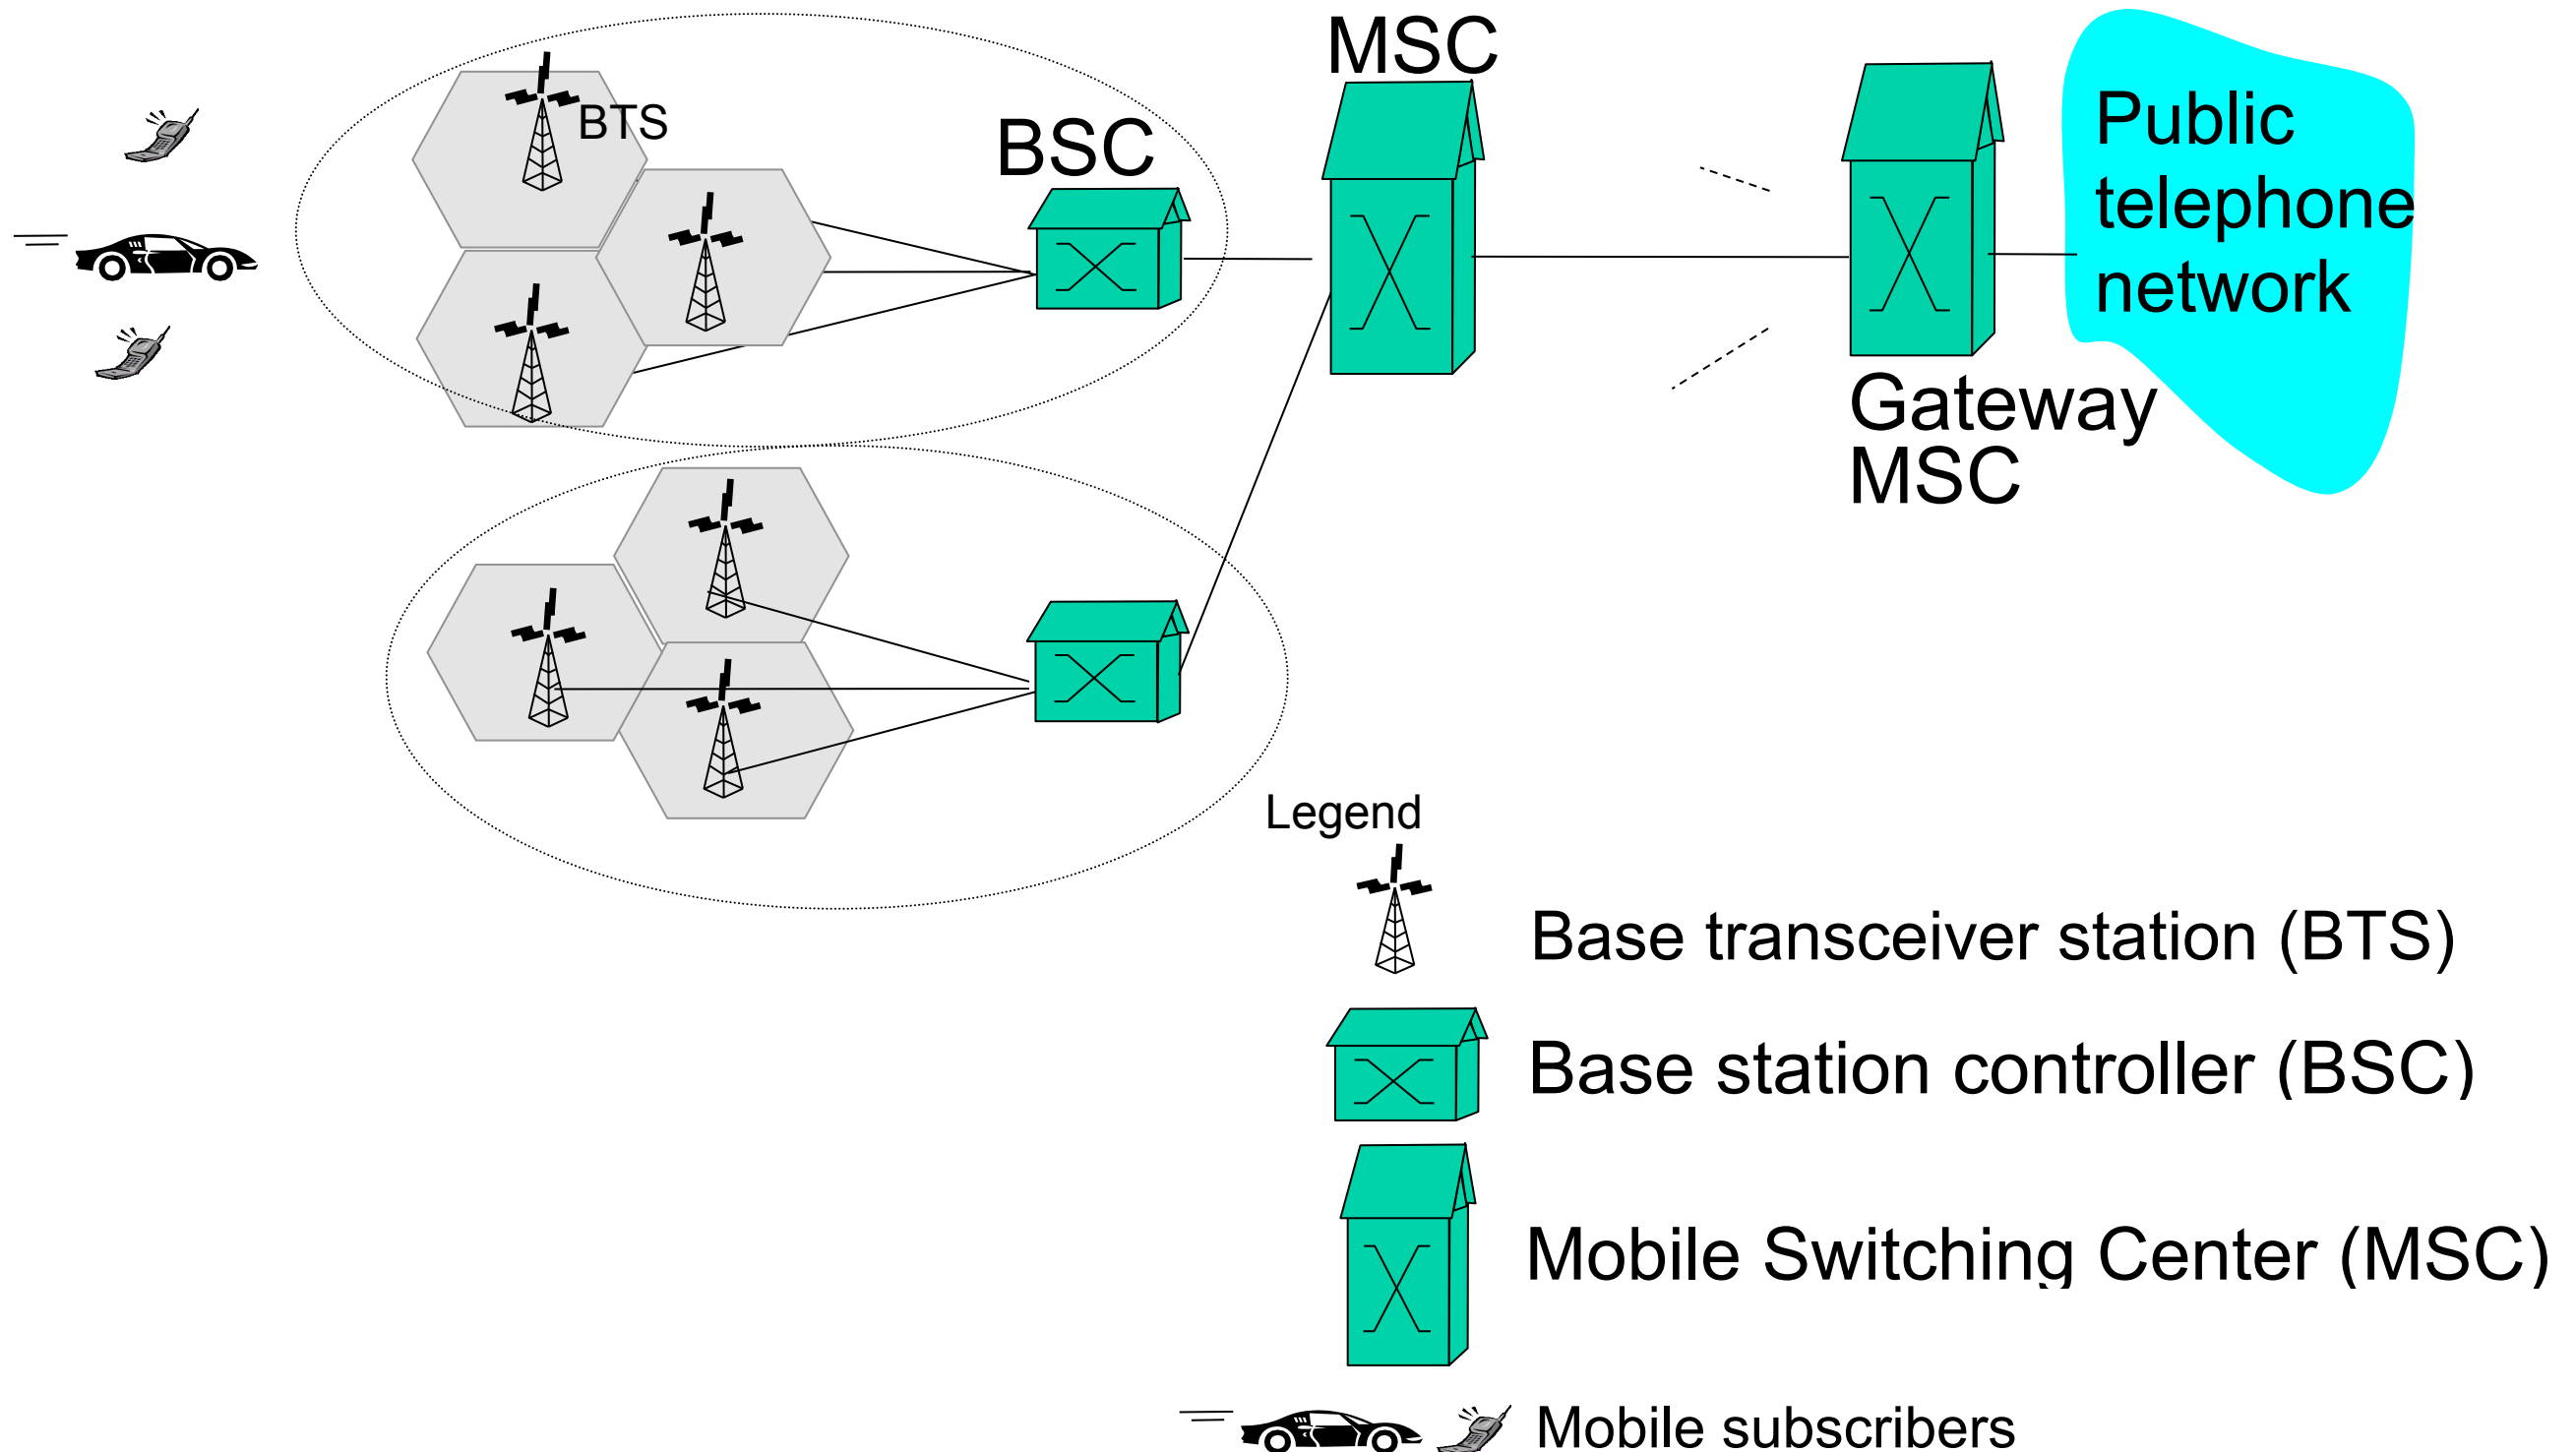 MSC
BTS
BSC
Public
telephone
network
Gateway
MSC
Legend
Base transceiver station (BTS)
Base station controller (BSC)
Mobile Switching Center (MSC)
Mobile subscribers